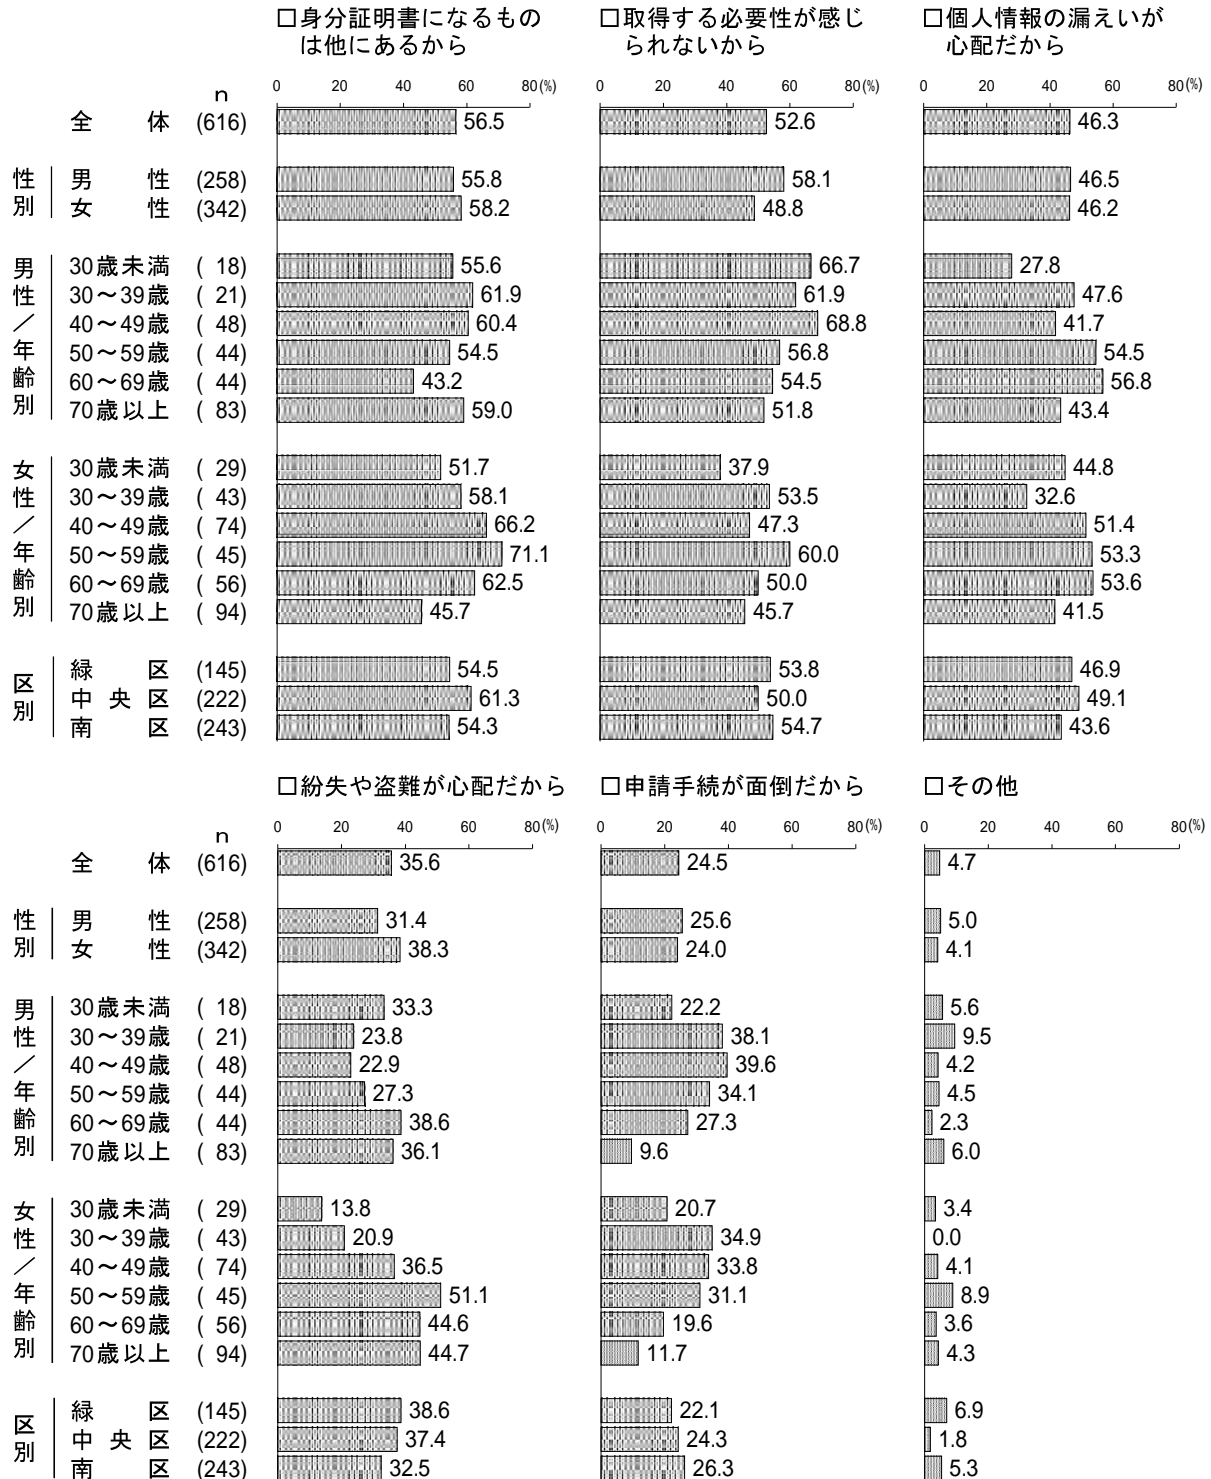 □身分証明書になるもの □取得する必要性が感じ □個人情報の漏えいが
は他にあるから られないから 心配だから
n 0 20 40 60 80(%) 0 20 40 60 80(%) 0 20 40 60 80(%)
全体 (616) 56.5 52.6 46.3
性別
男性 (258) 55.8 58.1 46.5
女性 (342) 58.2 48.8 46.2
男性/年齢別
30歳未満 ( 18) 55.6 66.7 27.8
30~39歳 ( 21) 61.9 61.9 47.6
40~49歳 ( 48) 60.4 68.8 41.7
50~59歳 ( 44) 54.5 56.8 54.5
60~69歳 ( 44) 43.2 54.5 56.8
70歳以上 ( 83) 59.0 51.8 43.4
女性/年齢別
30歳未満 ( 29) 51.7 37.9 44.8
30~39歳 ( 43) 58.1 53.5 32.6
40~49歳 ( 74) 66.2 47.3 51.4
50~59歳 ( 45) 71.1 60.0 53.3
60~69歳 ( 56) 62.5 50.0 53.6
70歳以上 ( 94) 45.7 45.7 41.5
区別
緑区 (145) 54.5 53.8 46.9
中央区 (222) 61.3 50.0 49.1
南区 (243) 54.3 54.7 43.6
□紛失や盗難が心配だから □申請手続が面倒だから □その他
n 0 20 40 60 80(%) 0 20 40 60 80(%) 0 20 40 60 80(%)
全体 (616) 35.6 24.5 4.7
性別
男性 (258) 31.4 25.6 5.0
女性 (342) 38.3 24.0 4.1
男性/年齢別
30歳未満 ( 18) 33.3 22.2 5.6
30~39歳 ( 21) 23.8 38.1 9.5
40~49歳 ( 48) 22.9 39.6 4.2
50~59歳 ( 44) 27.3 34.1 4.5
60~69歳 ( 44) 38.6 27.3 2.3
70歳以上 ( 83) 36.1 9.6 6.0
女性/年齢別
30歳未満 ( 29) 13.8 20.7 3.4
30~39歳 ( 43) 20.9 34.9 0.0
40~49歳 ( 74) 36.5 33.8 4.1
50~59歳 ( 45) 51.1 31.1 8.9
60~69歳 ( 56) 44.6 19.6 3.6
70歳以上 ( 94) 44.7 11.7 4.3
区別
緑区 (145) 38.6 22.1 6.9
中央区 (222) 37.4 24.3 1.8
南区 (243) 32.5 26.3 5.3